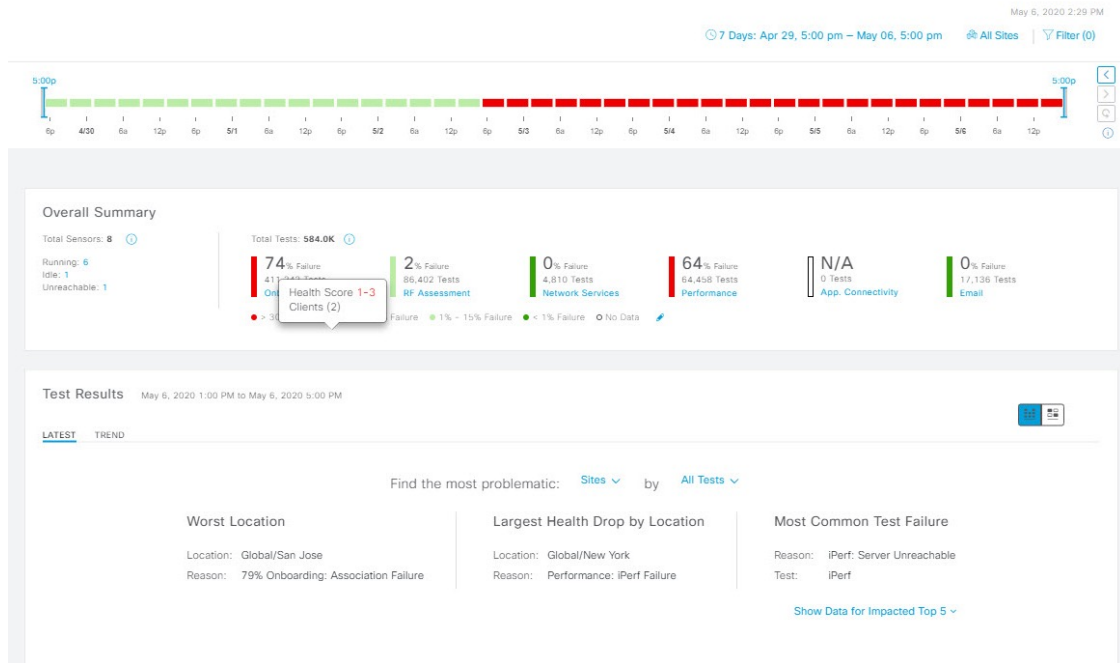 May 6, 2020 2:29 PM
7 Days: Apr 29, 5:00 pm – May 06, 5:00 pm All Sites Filter (0)
5:00p 5:00p
6p 4/30 6a 12p 6p 5/1 6a 12p 6p 5/2 6a 12p 6p 5/3 6a 12p 6p 5/4 6a 12p 6p 5/5 6a 12p 6p 5/6 6a 12p
Overall Summary
Total Sensors: 8 Total Tests: 584.0K
Running: 6
Idle: 1
Unreachable: 1
74% Failure 2% Failure 0% Failure 64% Failure N/A 0% Failure
86,402 Tests 4,810 Tests 64,458 Tests 0 Tests 17,136 Tests
RF Assessment Network Services Performance App. Connectivity Email
Health Score 1-3
Clients (2)
Failure 1% - 15% Failure < 1% Failure No Data
Test Results May 6, 2020 1:00 PM to May 6, 2020 5:00 PM
LATEST TREND
Find the most problematic: Sites by All Tests
Worst Location Largest Health Drop by Location Most Common Test Failure
Location: Global/San Jose Location: Global/New York Reason: iPerf: Server Unreachable
Reason: 79% Onboarding: Association Failure Reason: Performance: iPerf Failure Test: iPerf
Show Data for Impacted Top 5